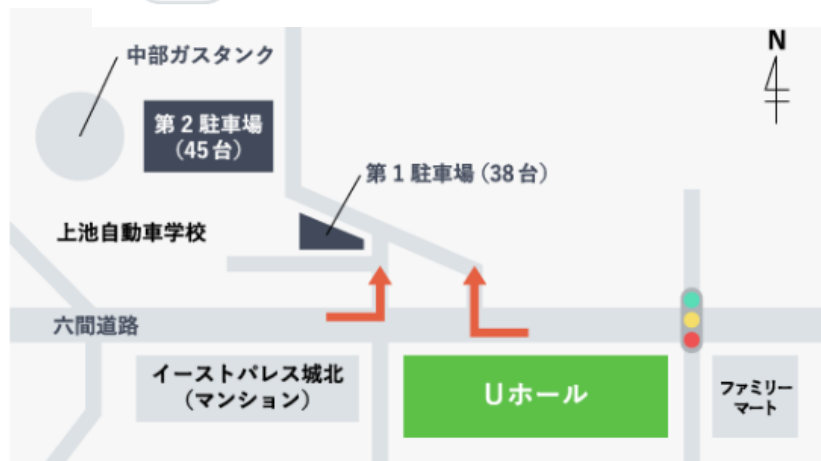 N
中部ガスタンク
第2駐車場
(45台)
第1駐車場(38台)
上池自動車学校
六間道路
イーストパレス城北
(マンション)
Uホール
ファミリー
マート